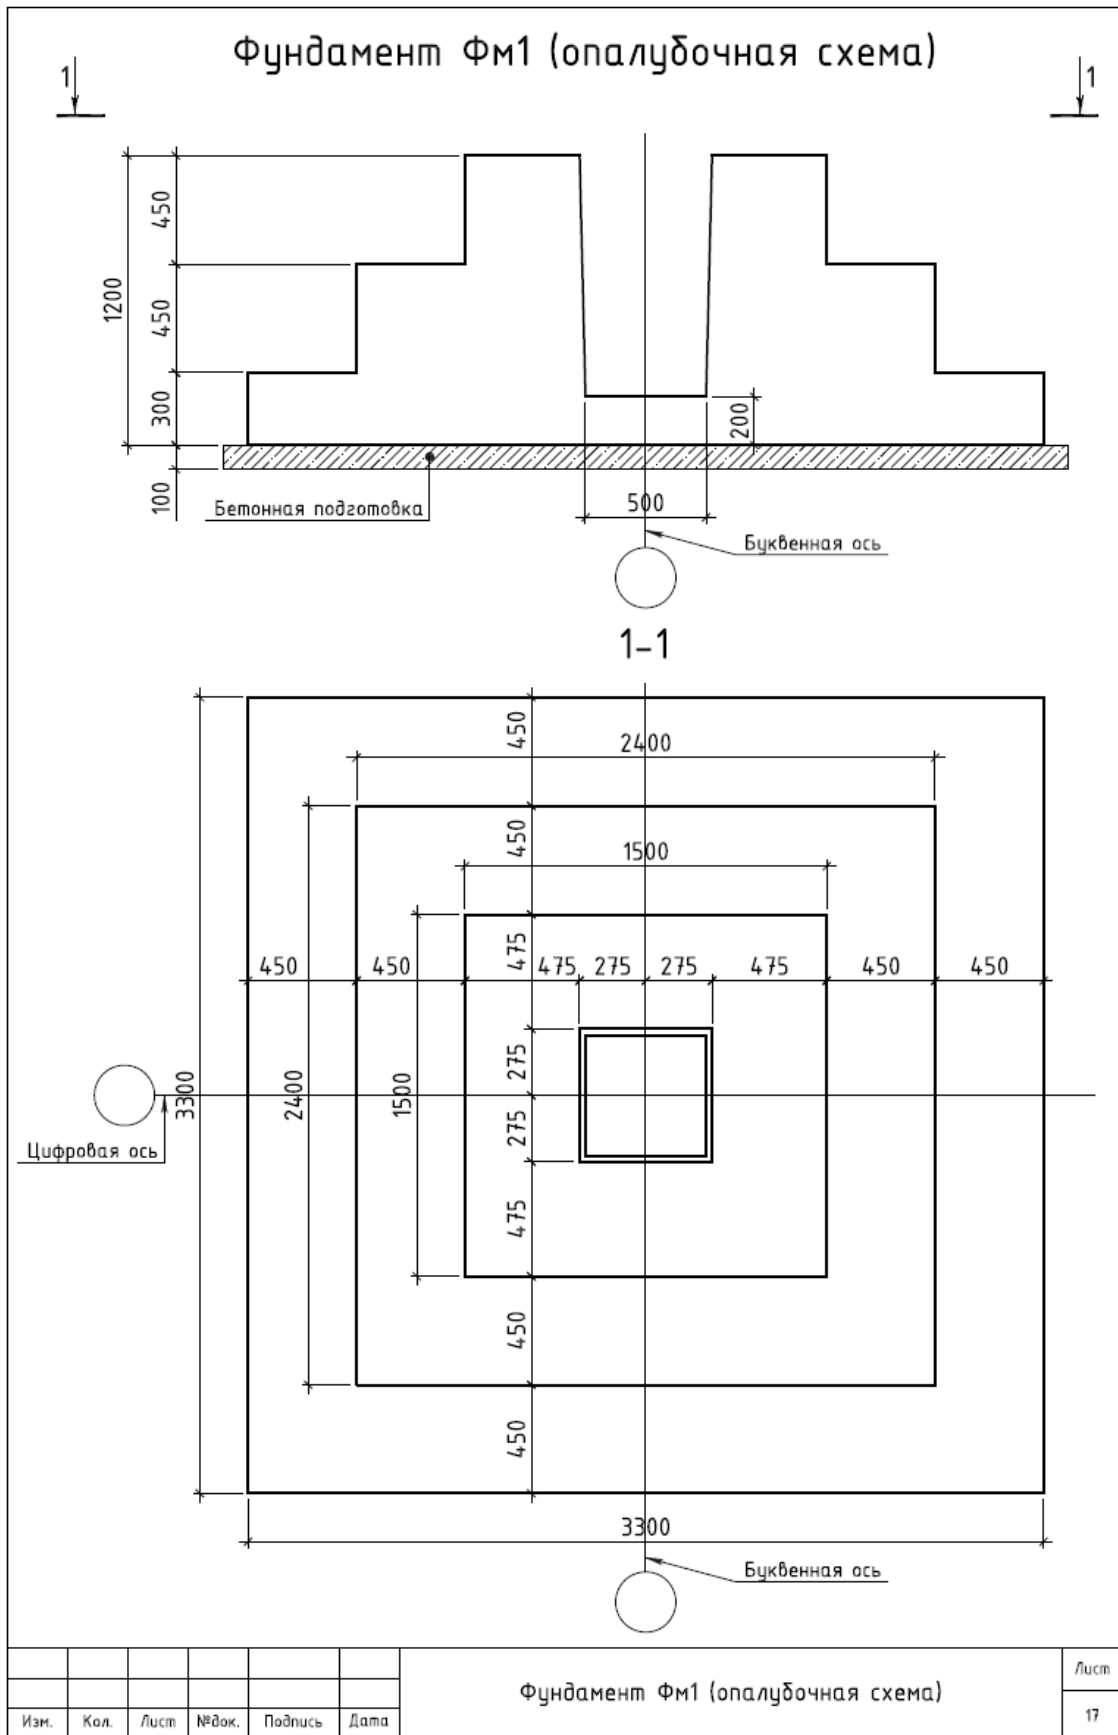 Фундамент Фм1 (опалубочная схема)
1
1
450
450
300
100
1200
200
500
Бетонная подготовка
Буквенная ось
1-1
450
2400
450
1500
475
450
450
475
275
275
475
450
450
275
275
3300
2400
1500
Цифровая ось
475
450
450
3300
Буквенная ось
Фундамент Фм1 (опалубочная схема)
Лист
17
Изм.
Кол.
Лист
№док.
Подпись
Дата